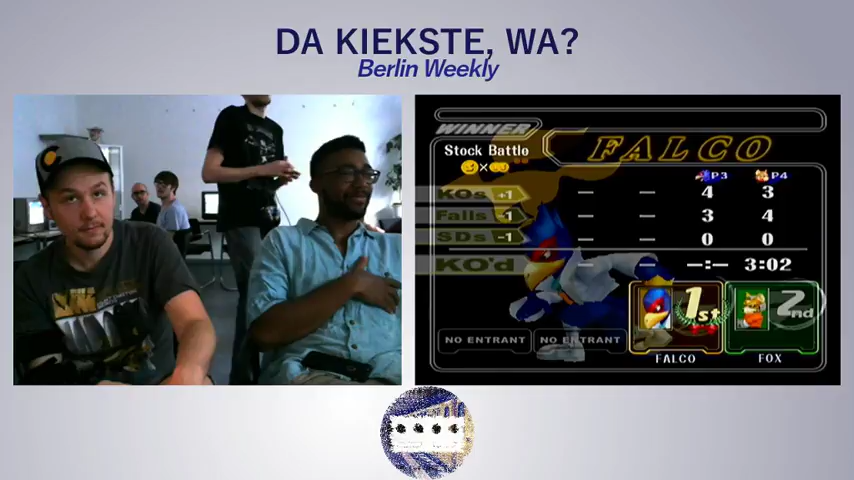 DA KIEKSTE, WA?
Berlin Weekly
WINNER
Stock Battle
FALCO
P3 P4
KOs +1 — — 4 3
Falls -1 — — 3 4
SDs -1 — — 0 0
KO'd — — —:— 3:02
1st 2nd
NO ENTRANT NO ENTRANT
FALCO FOX